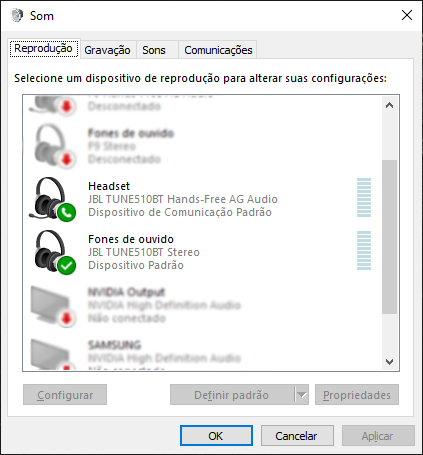 Som
Reprodução
Gravação
Sons
Comunicações
Selecione um dispositivo de reprodução para alterar suas configurações:
Desconectado
Fones de ouvido
F9 Stereo
Desconectado
Headset
JBL TUNE510BT Hands-Free AG Audio
Dispositivo de Comunicação Padrão
Fones de ouvido
JBL TUNE510BT Stereo
Dispositivo Padrão
NVIDIA Output
NVIDIA High Definition Audio
Não conectado
SAMSUNG
NVIDIA High Definition Audio
Configurar
Definir padrão
Propriedades
OK
Cancelar
Aplicar